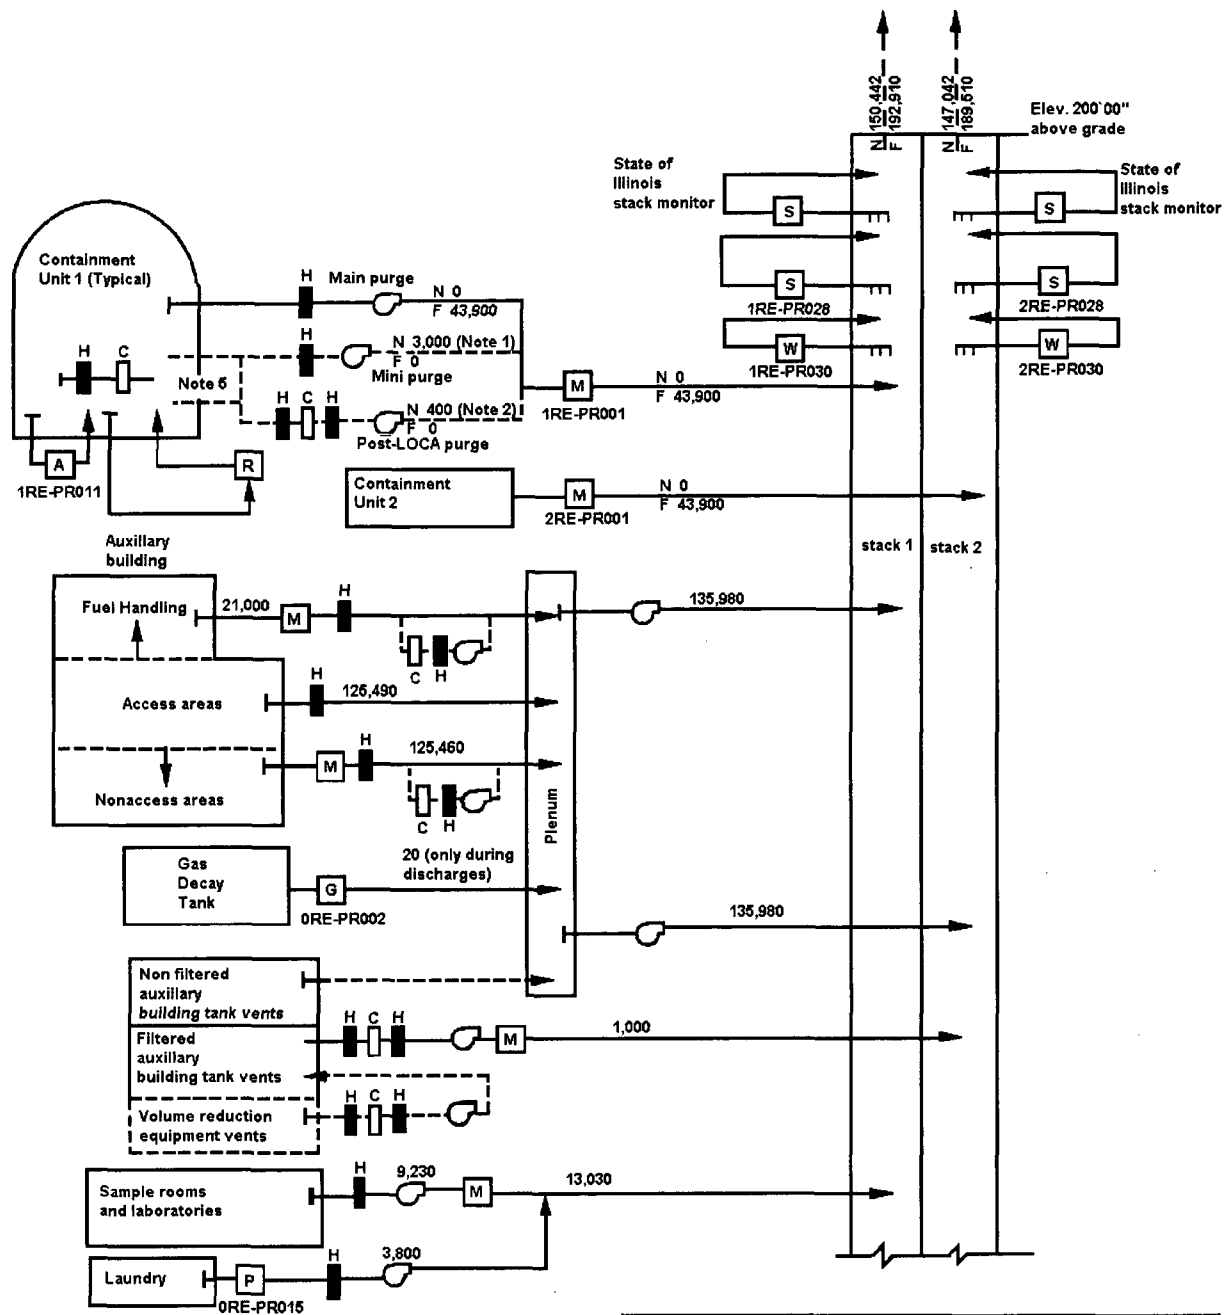 N 150,442
F 192,910
N 147,042
F 189,510
Elev. 200'00"
above grade
State of
Illinois
stack monitor
S
S
State of
Illinois
stack monitor
S
1RE-PR028
S
2RE-PR028
W
1RE-PR030
W
2RE-PR030
Containment
Unit 1 (Typical)
H
Main purge
N 0
F 43,900
H
N 3,000 (Note 1)
F 0
Mini purge
H
C
Note 5
H
C
H
N 400 (Note 2)
F 0
Post-LOCA purge
M
1RE-PR001
N 0
F 43,900
A
1RE-PR011
R
Containment
Unit 2
M
2RE-PR001
N 0
F 43,900
stack 1
stack 2
Auxillary
building
Fuel Handling
21,000
M
H
C
H
135,980
Access areas
H
125,490
Nonaccess areas
M
H
125,460
C
H
Plenum
Gas
Decay
Tank
G
0RE-PR002
20 (only during
discharges)
135,980
Non filtered
auxillary
building tank vents
Filtered
auxillary
building tank vents
H
C
H
M
1,000
Volume reduction
equipment vents
H
C
H
Sample rooms
and laboratories
H
9,230
M
13,030
Laundry
P
0RE-PR015
H
3,800